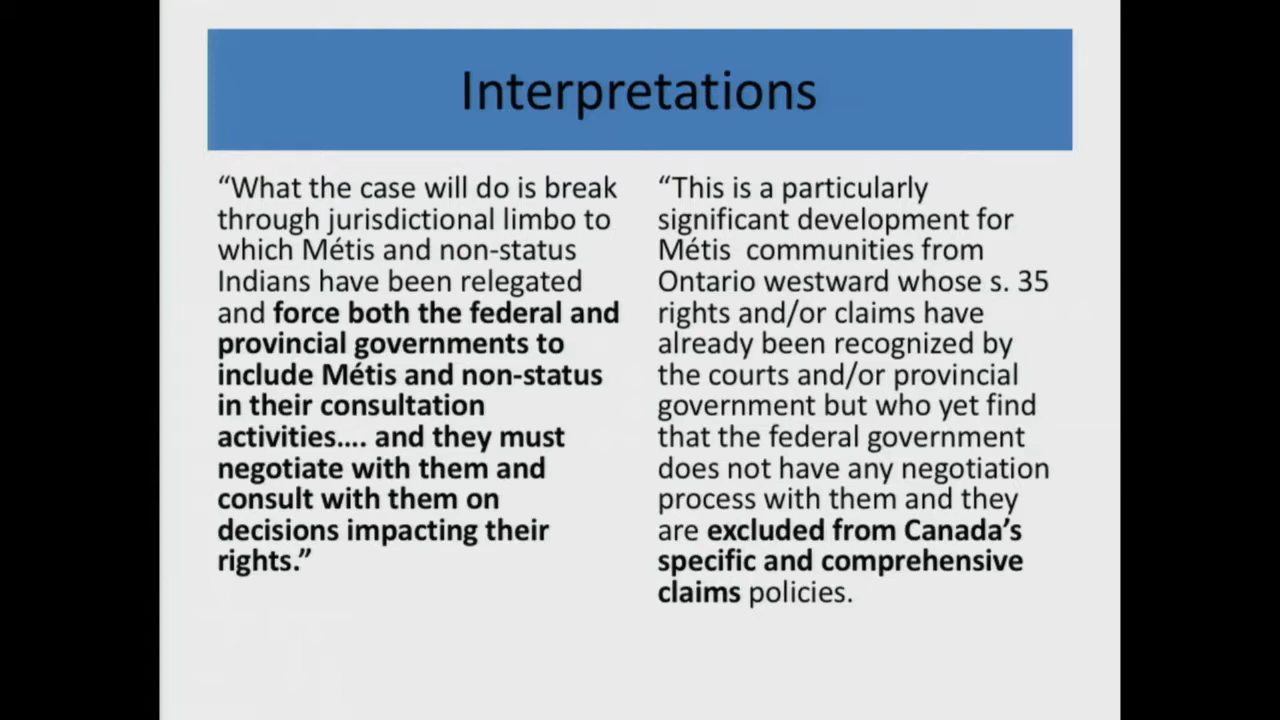 Interpretations
“What the case will do is break
through jurisdictional limbo to
which Métis and non-status
Indians have been relegated
and force both the federal and
provincial governments to
include Métis and non-status
in their consultation
activities…. and they must
negotiate with them and
consult with them on
decisions impacting their
rights.”
“This is a particularly
significant development for
Métis  communities from
Ontario westward whose s. 35
rights and/or claims have
already been recognized by
the courts and/or provincial
government but who yet find
that the federal government
does not have any negotiation
process with them and they
are excluded from Canada’s
specific and comprehensive
claims policies.